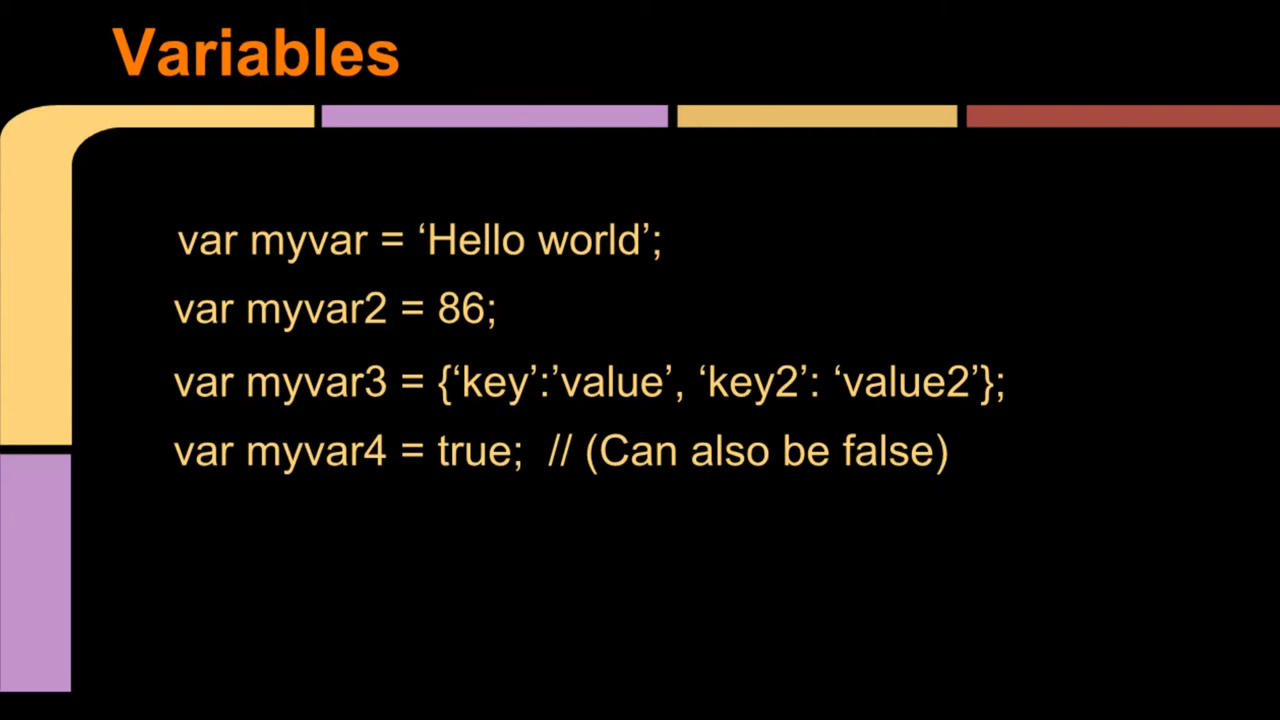 Variables
var myvar = ‘Hello world’;
var myvar2 = 86;
var myvar3 = {‘key’:’value’, ‘key2’: ‘value2’};
var myvar4 = true;  // (Can also be false)